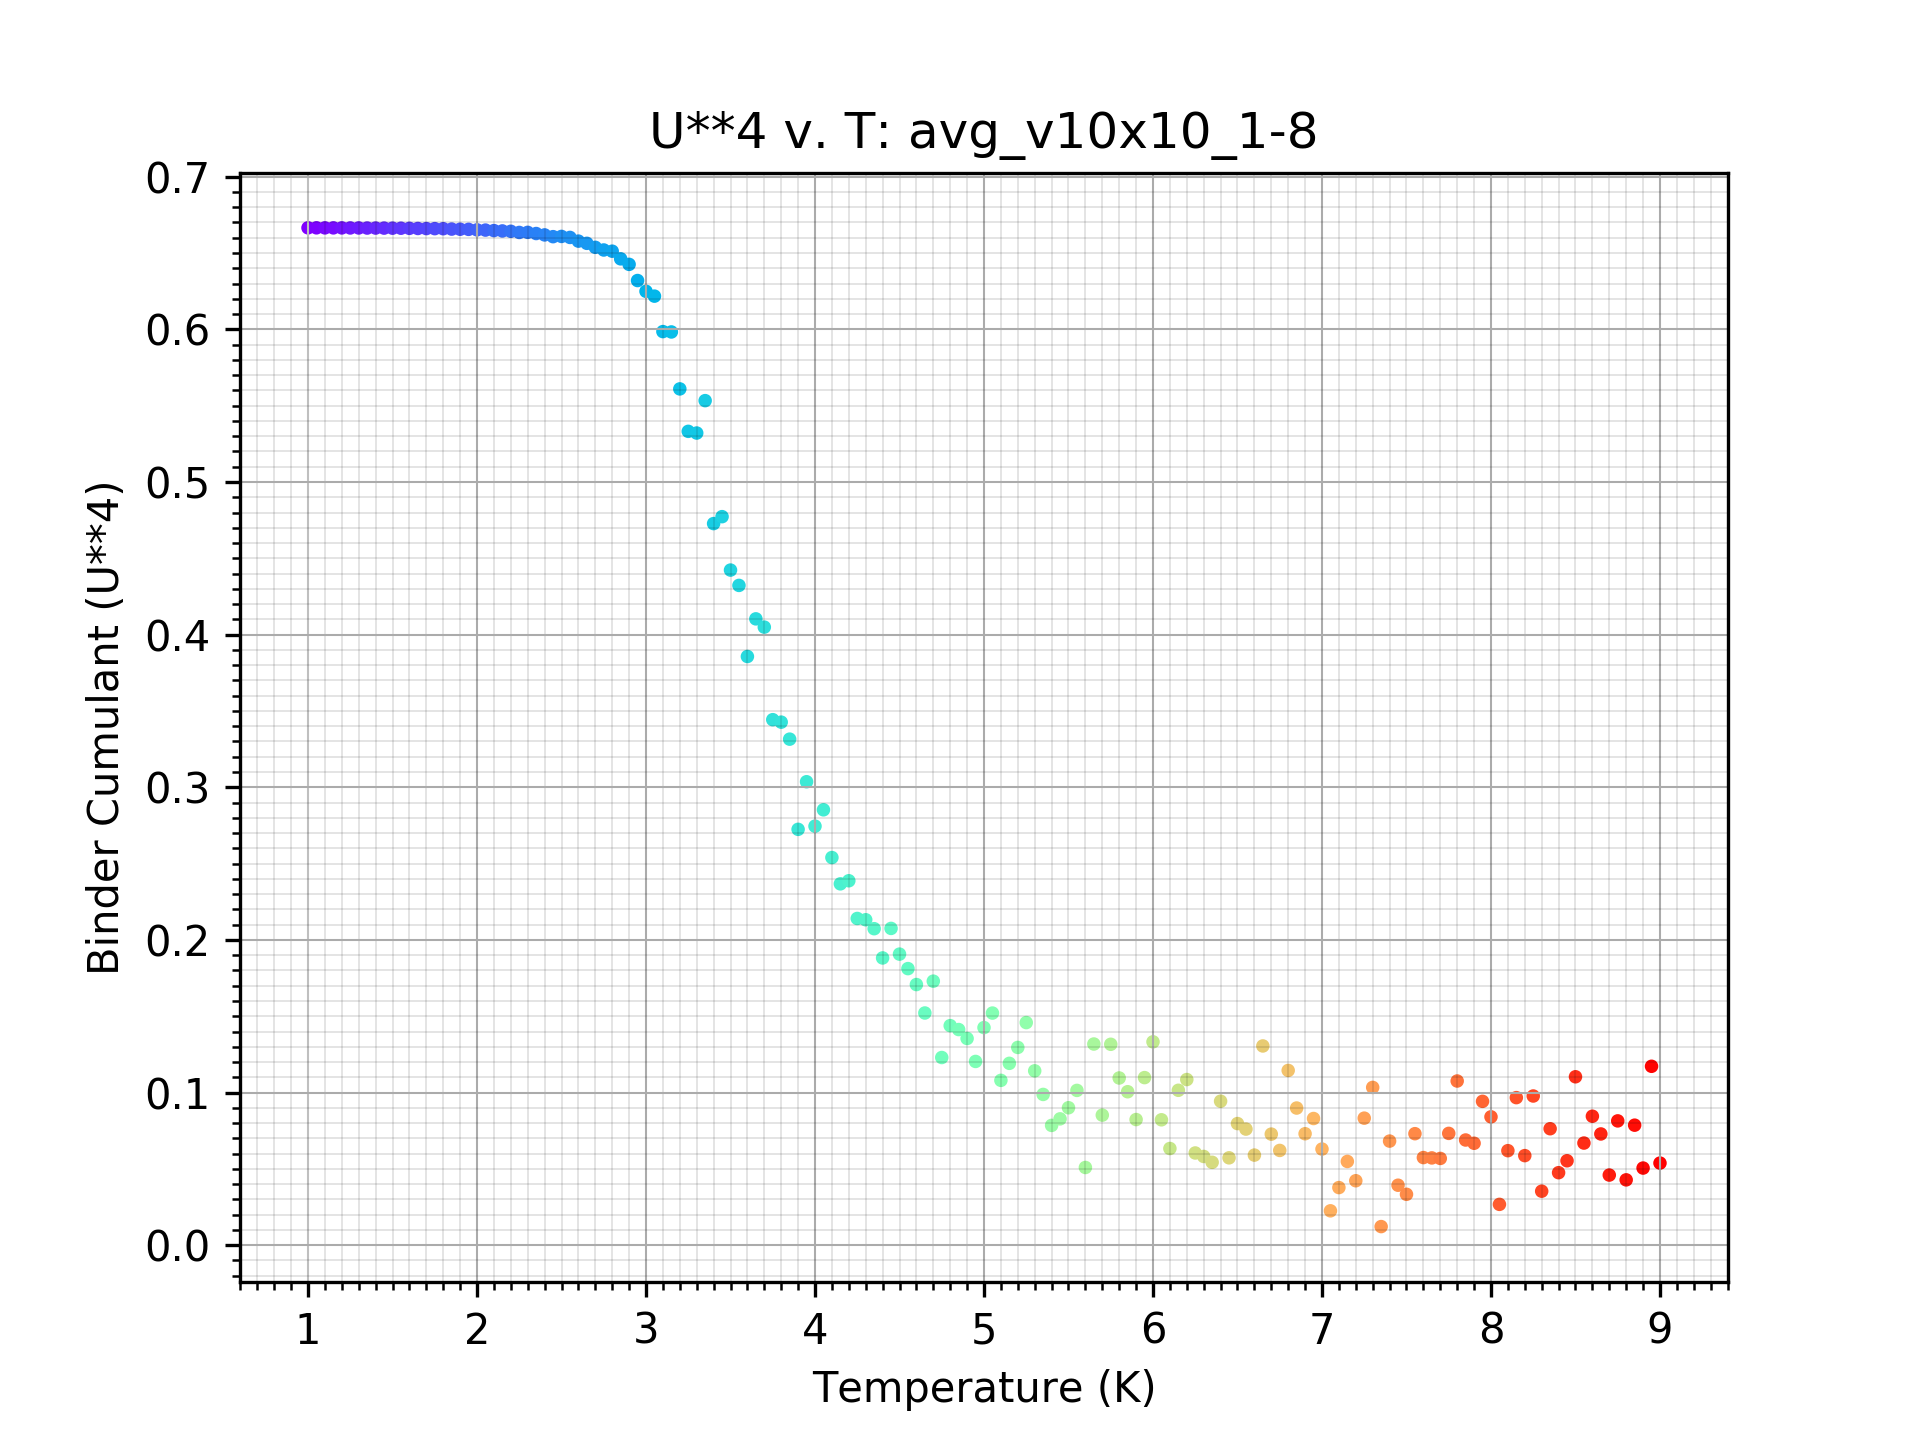 U**4 v. T: avg_v10x10_1-8
0.7
0.6
0.5
0.4
0.3
0.2
0.1
0.0
Binder Cumulant (U**4)
1 2 3 4 5 6 7 8 9
Temperature (K)